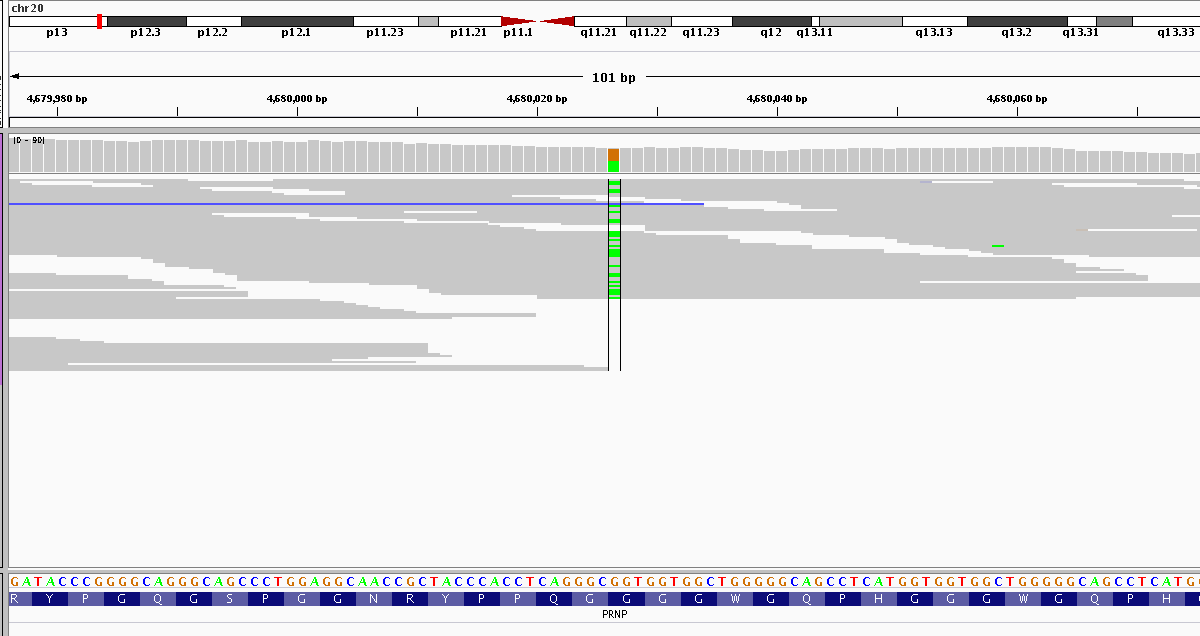 chr20
p13 p12.3 p12.2 p12.1 p11.23 p11.21 p11.1 q11.21 q11.22 q11.23 q12 q13.11 q13.13 q13.2 q13.31 q13.33
101 bp
4,679,980 bp 4,680,000 bp 4,680,020 bp 4,680,040 bp 4,680,060 bp
[0 - 90]
GATACCCGGGGCAGGGCAGCCCTGGAGGCAACCGCTACCCACCTCAGGGCGGTGGTGGCTGGGGGCAGCCTCATGGTGGTGGCTGGGGGCAGCCTCATG
R Y P G Q G S P G G N R Y P P Q G G G G W G Q P H G G G W G Q P H
PRNP